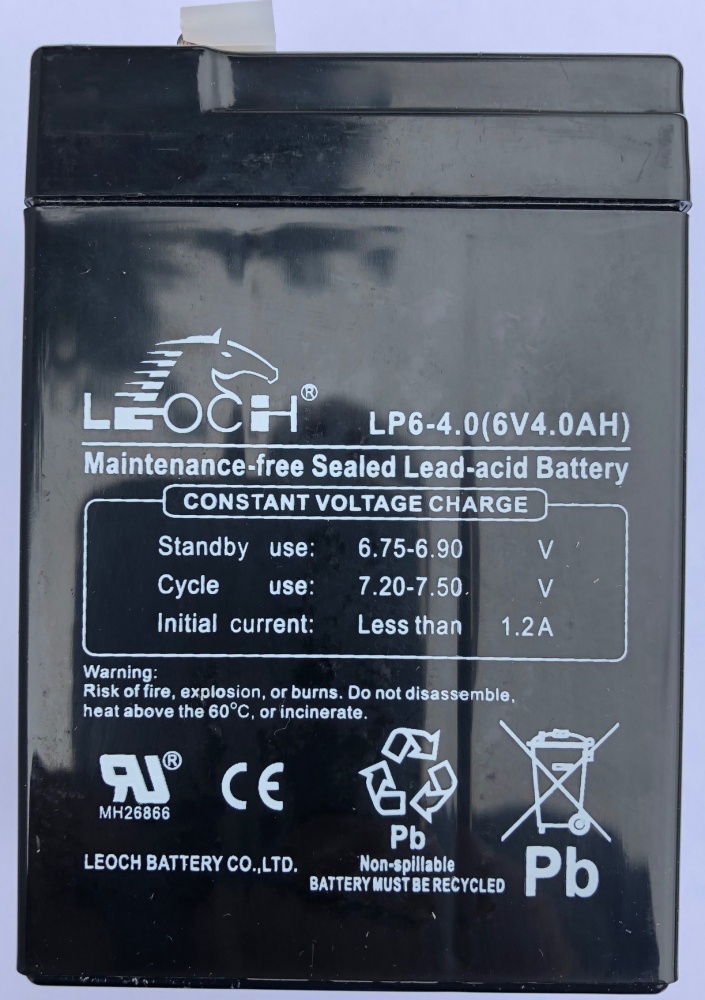 LEOCH®
LP6-4.0(6V4.0AH)
Maintenance-free Sealed Lead-acid Battery
CONSTANT VOLTAGE CHARGE
Standby use: 6.75-6.90 V
Cycle use: 7.20-7.50 V
Initial current: Less than 1.2A
Warning:
Risk of fire, explosion, or burns. Do not disassemble,
heat above the 60°C, or incinerate.
RU®
MH26866
CE
Pb
Pb
LEOCH BATTERY CO.,LTD.
Non-spillable
BATTERY MUST BE RECYCLED